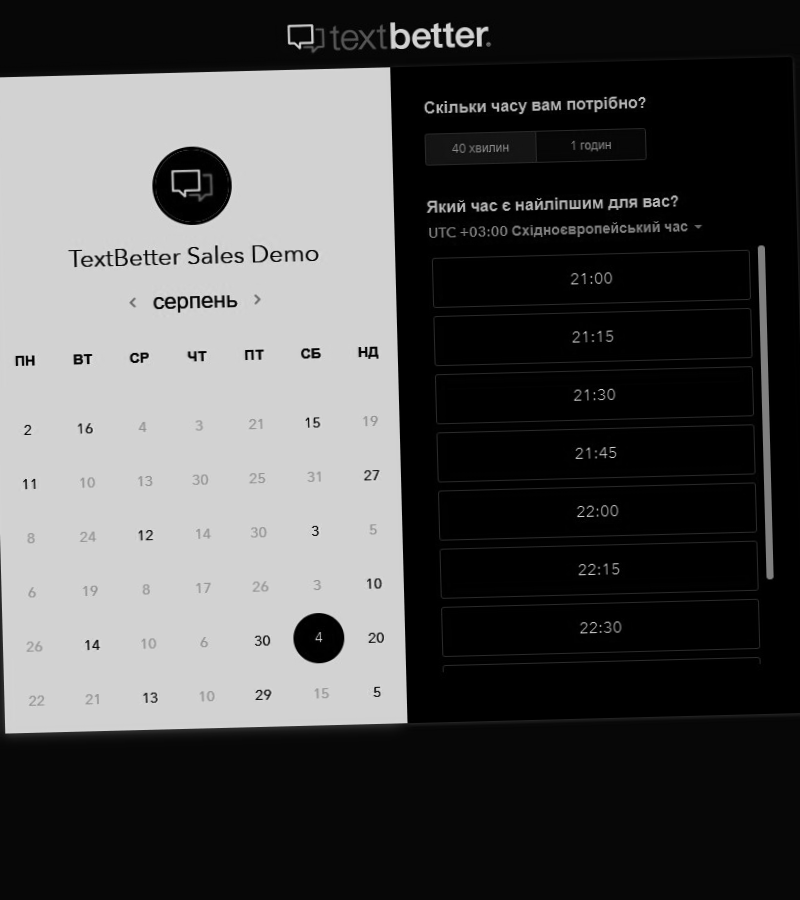 textbetter.
TextBetter Sales Demo
серпень
ПН ВТ СР ЧТ ПТ СБ НД
2 16 4 3 21 15 19
11 10 13 30 25 31 27
8 24 12 14 30 3 5
6 19 8 17 26 3 10
26 14 10 6 30 4 20
22 21 13 10 29 15 5
Скільки часу вам потрібно?
40 хвилин 1 годин
Який час є найліпшим для вас?
UTC +03:00 Східноєвропейський час
21:00
21:15
21:30
21:45
22:00
22:15
22:30